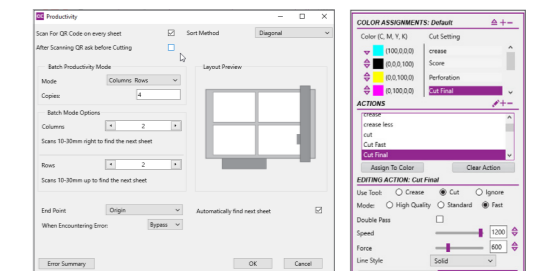 GC Productivity
Scan For QR Code on every sheet
After Scanning QR ask before Cutting
Sort Method
Diagonal
Batch Productivity Mode
Mode
Columns Rows
Copies:
4
Batch Mode Options
Columns
2
Scans 10-30mm right to find the next sheet
Rows
2
Scans 10-30mm up to find the next sheet
Layout Preview
End Point
Origin
Automatically find next sheet
When Encountering Error:
Bypass
Error Summary
OK
Cancel
COLOR ASSIGNMENTS: Default
Color (C, M, Y, K)
Cut Setting
(100,0,0,0)
crease
(0,0,0,100)
Score
(0,0,100,0)
Perforation
(0,100,0,0)
Cut Final
ACTIONS
crease
crease less
cut
Cut Fast
Cut Final
Assign To Color
Clear Action
EDITING ACTION: Cut Final
Use Tool:
Crease
Cut
Ignore
Mode:
High Quality
Standard
Fast
Double Pass
Speed
1200
Force
600
Line Style
Solid